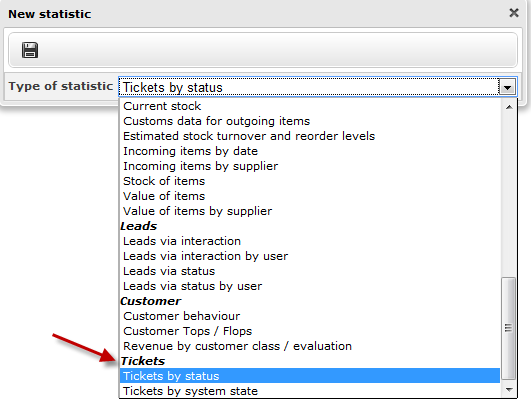 New statistic
Type of statistic Tickets by status
Current stock
Customs data for outgoing items
Estimated stock turnover and reorder levels
Incoming items by date
Incoming items by supplier
Stock of items
Value of items
Value of items by supplier
Leads
Leads via interaction
Leads via interaction by user
Leads via status
Leads via status by user
Customer
Customer behaviour
Customer Tops / Flops
Revenue by customer class / evaluation
Tickets
Tickets by status
Tickets by system state